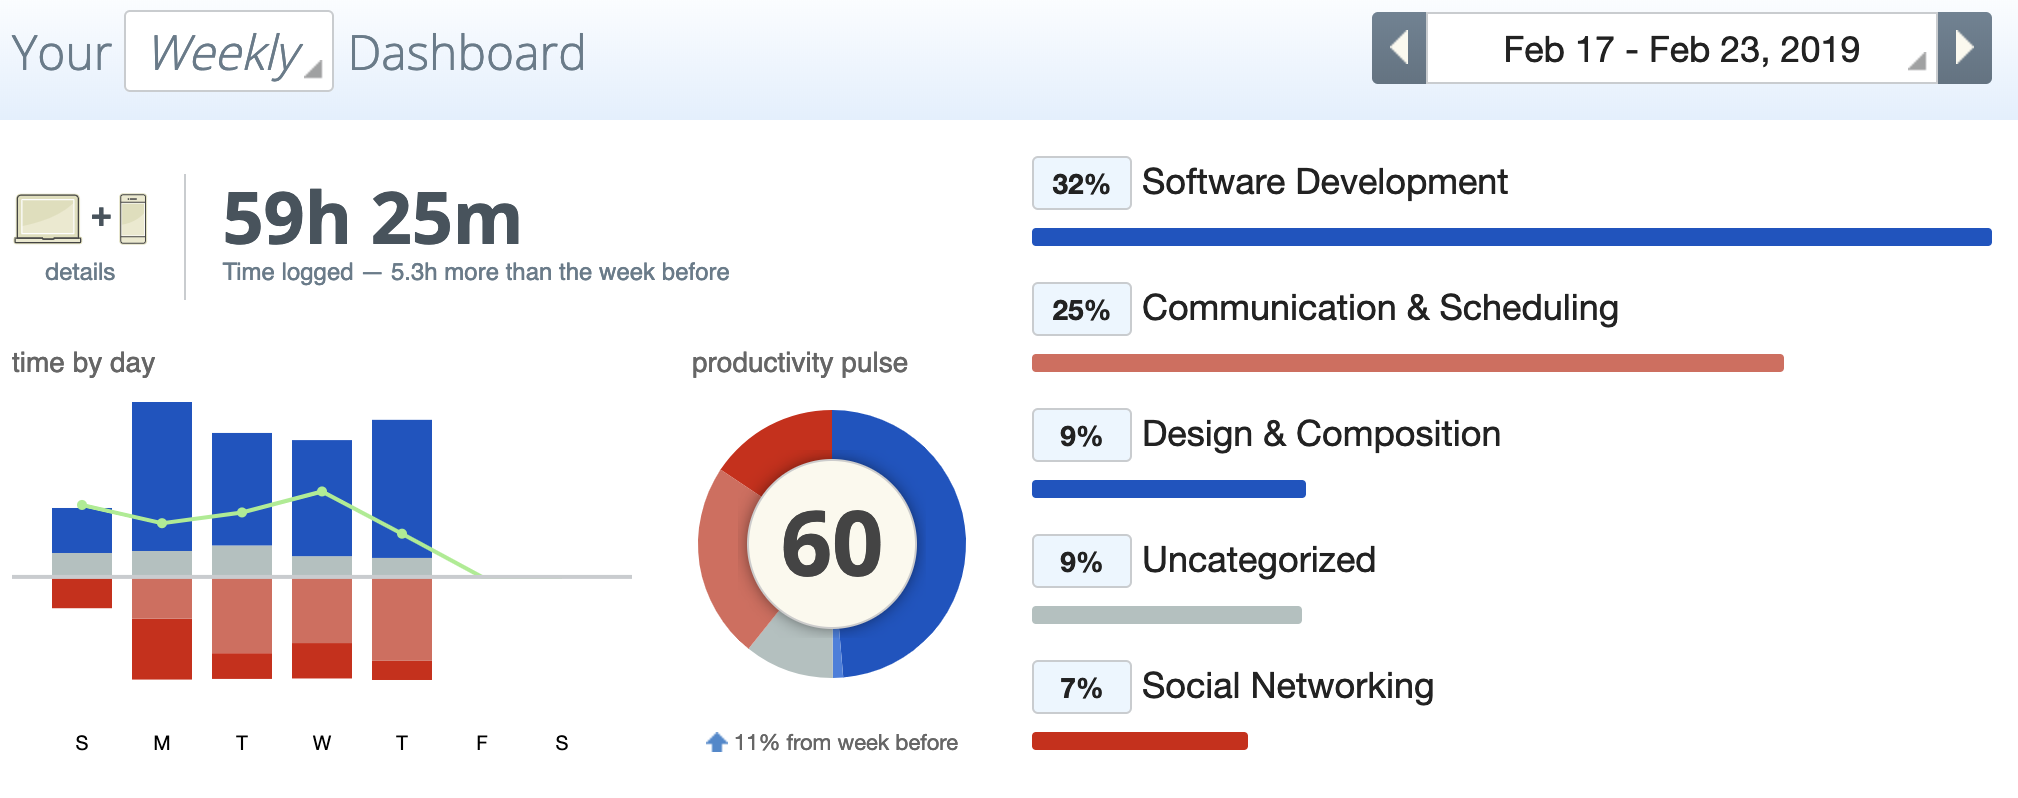 Your Weekly Dashboard
Feb 17 - Feb 23, 2019
+
details
59h 25m
Time logged — 5.3h more than the week before
time by day
S M T W T F S
productivity pulse
60
11% from week before
32% Software Development
25% Communication & Scheduling
9% Design & Composition
9% Uncategorized
7% Social Networking